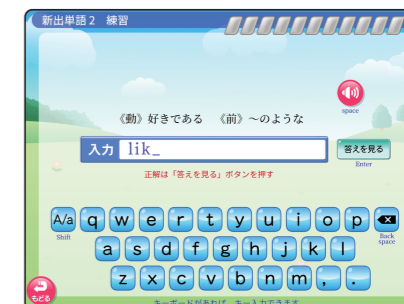 新出単語2 練習
space
《動》好きである 《前》~のような
入力 lik_
答えを見る
Enter
正解は「答えを見る」ボタンを押す
A/a q w e r t y u i o p
Shift
Back
space
a s d f g h j k l
z x c v b n m , .
もどる
キーボードがあれば、キー入力できます